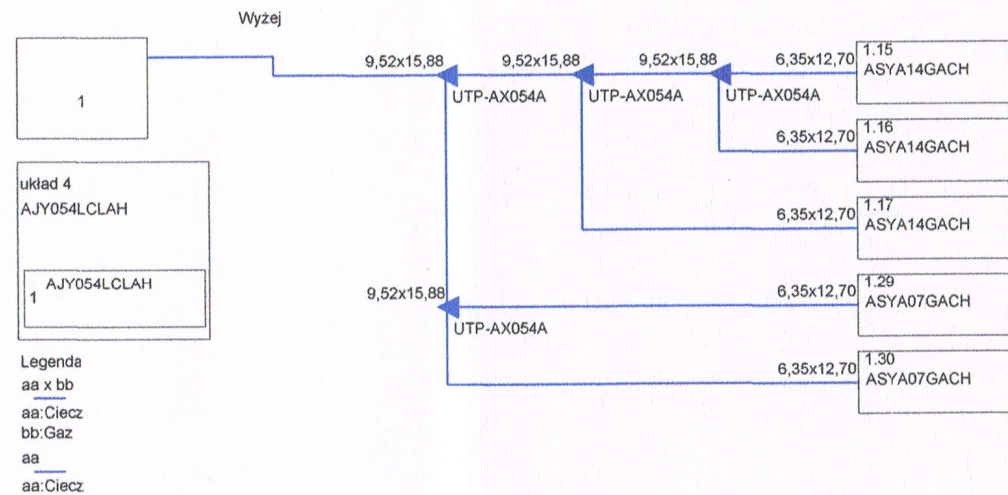 Wyżej
1
9,52x15,88
9,52x15,88
9,52x15,88
6,35x12,70
1.15
ASYA14GACH
UTP-AX054A
UTP-AX054A
UTP-AX054A
6,35x12,70
1.16
ASYA14GACH
6,35x12,70
1.17
ASYA14GACH
9,52x15,88
6,35x12,70
1.29
ASYA07GACH
UTP-AX054A
6,35x12,70
1.30
ASYA07GACH
układ 4
AJY054LCLAH
AJY054LCLAH
1
Legenda
aa x bb
aa:Ciecz
bb:Gaz
aa
aa:Ciecz